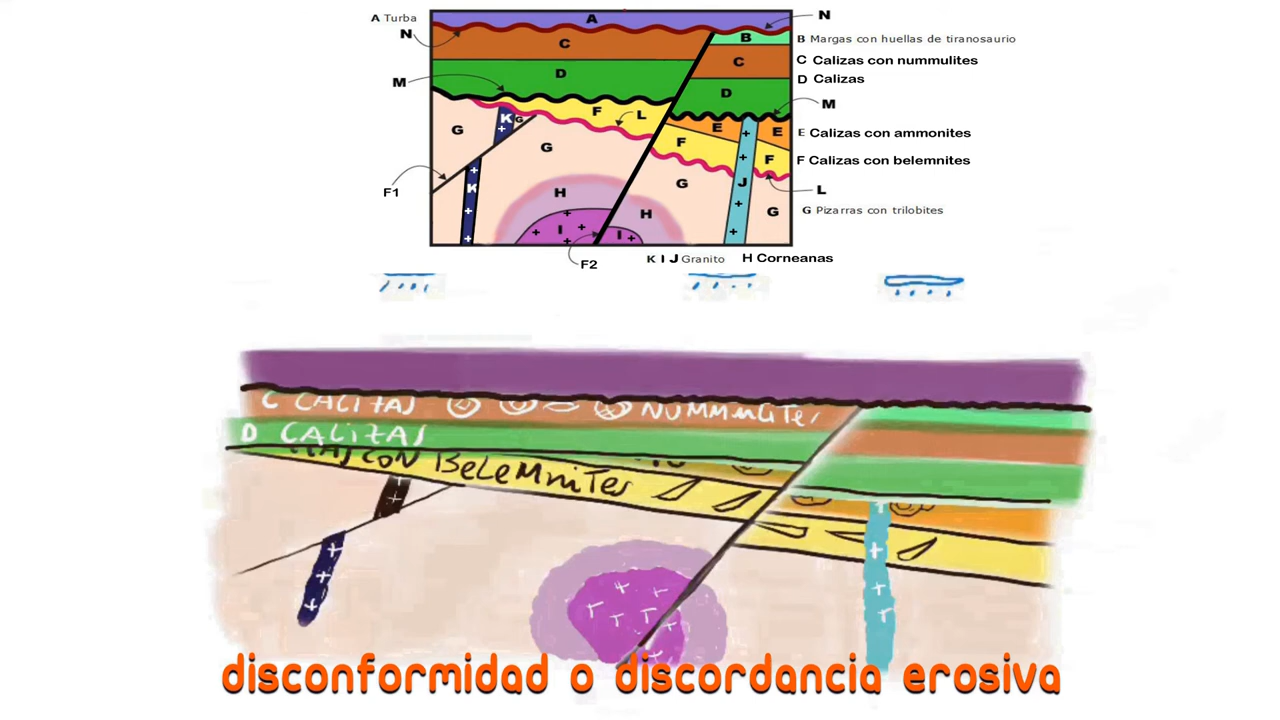 A Turba
A
N
N
B
B Margas con huellas de tiranosaurio
C
C
C Calizas con nummulites
D
D
D Calizas
M
M
F
L
K
G
G
E
E
E Calizas con ammonites
G
F
F
F Calizas con belemnites
L
F1
K
H
H
G
J
G
G Pizarras con trilobites
I
I
F2
K I J Granito
H Corneanas
C CALIZAS NUMMULITES
D CALIZAS
CON BELEMNITES
disconformidad o discordancia erosiva